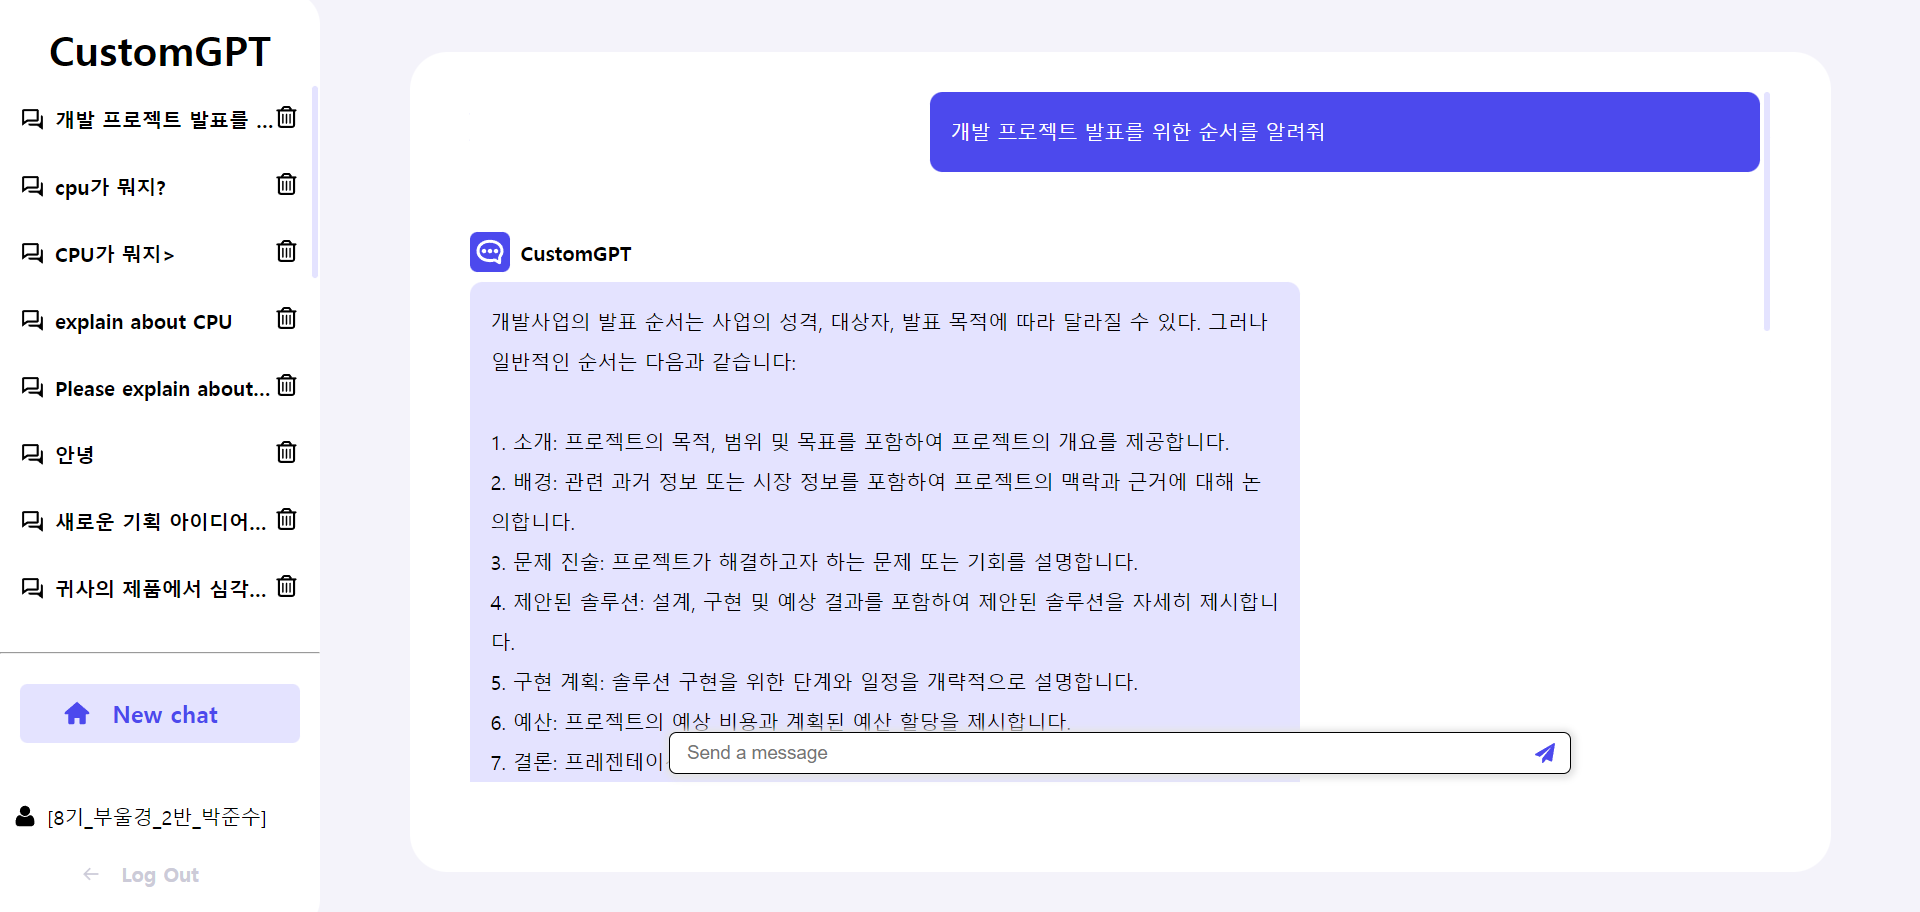 CustomGPT
개발 프로젝트 발표를 ...
cpu가 뭐지?
CPU가 뭐지>
explain about CPU
Please explain about...
안녕
새로운 기획 아이디어...
귀사의 제품에서 심각...
New chat
[8기_부울경_2반_박준수]
Log Out
개발 프로젝트 발표를 위한 순서를 알려줘
CustomGPT
개발사업의 발표 순서는 사업의 성격, 대상자, 발표 목적에 따라 달라질 수 있다. 그러나
일반적인 순서는 다음과 같습니다:
1. 소개: 프로젝트의 목적, 범위 및 목표를 포함하여 프로젝트의 개요를 제공합니다.
2. 배경: 관련 과거 정보 또는 시장 정보를 포함하여 프로젝트의 맥락과 근거에 대해 논
의합니다.
3. 문제 진술: 프로젝트가 해결하고자 하는 문제 또는 기회를 설명합니다.
4. 제안된 솔루션: 설계, 구현 및 예상 결과를 포함하여 제안된 솔루션을 자세히 제시합니
다.
5. 구현 계획: 솔루션 구현을 위한 단계와 일정을 개략적으로 설명합니다.
6. 예산: 프로젝트의 예상 비용과 계획된 예산 할당을 제시합니다.
7. 결론: 프레젠테이
Send a message